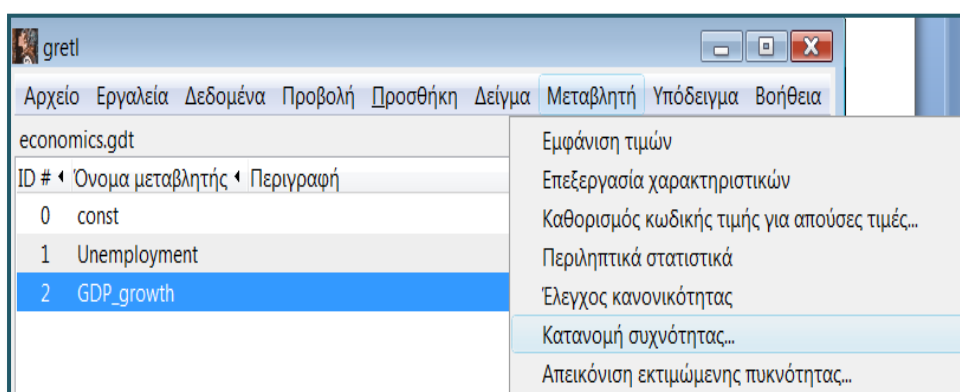 gretl
Αρχείο Εργαλεία Δεδομένα Προβολή Προσθήκη Δείγμα Μεταβλητή Υπόδειγμα Βοήθεια
economics.gdt
ID # Όνομα μεταβλητής Περιγραφή
0 const
1 Unemployment
2 GDP_growth
Εμφάνιση τιμών
Επεξεργασία χαρακτηριστικών
Καθορισμός κωδικής τιμής για απούσες τιμές...
Περιληπτικά στατιστικά
Έλεγχος κανονικότητας
Κατανομή συχνότητας...
Απεικόνιση εκτιμώμενης πυκνότητας...